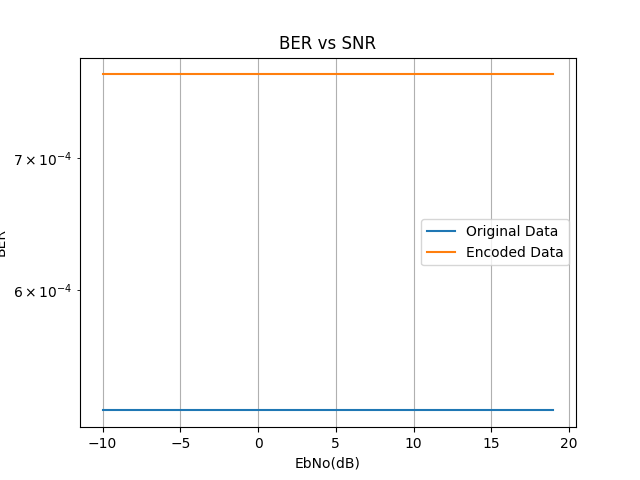 BER vs SNR
7 × 10⁻⁴
BER
Original Data
Encoded Data
6 × 10⁻⁴
−10 −5 0 5 10 15 20
EbNo(dB)